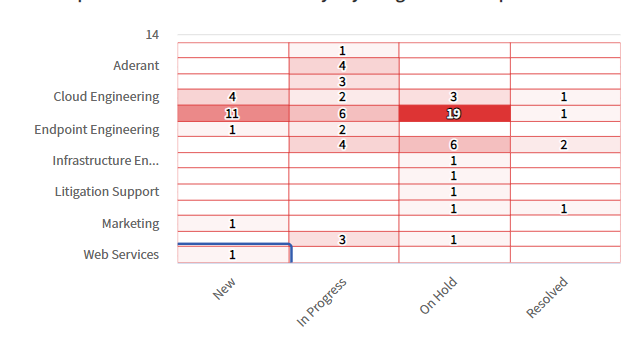 14
1
Aderant 4
3
Cloud Engineering 4 2 3 1
11 6 19 1
Endpoint Engineering 1 2
4 6 2
Infrastructure En... 1
1
Litigation Support 1
1 1
Marketing 1
3 1
Web Services 1
New In Progress On Hold Resolved